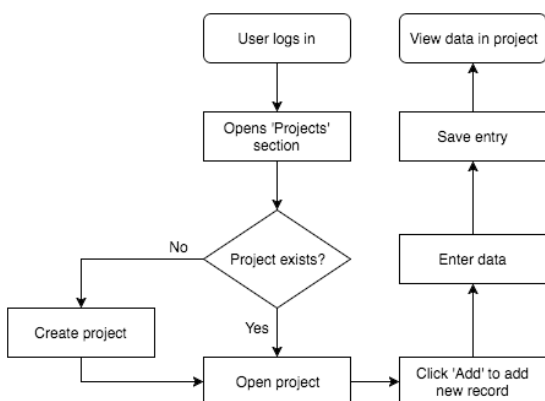 User logs in
Opens 'Projects'
section
Project exists?
No
Yes
Create project
Open project
Click 'Add' to add
new record
Enter data
Save entry
View data in project